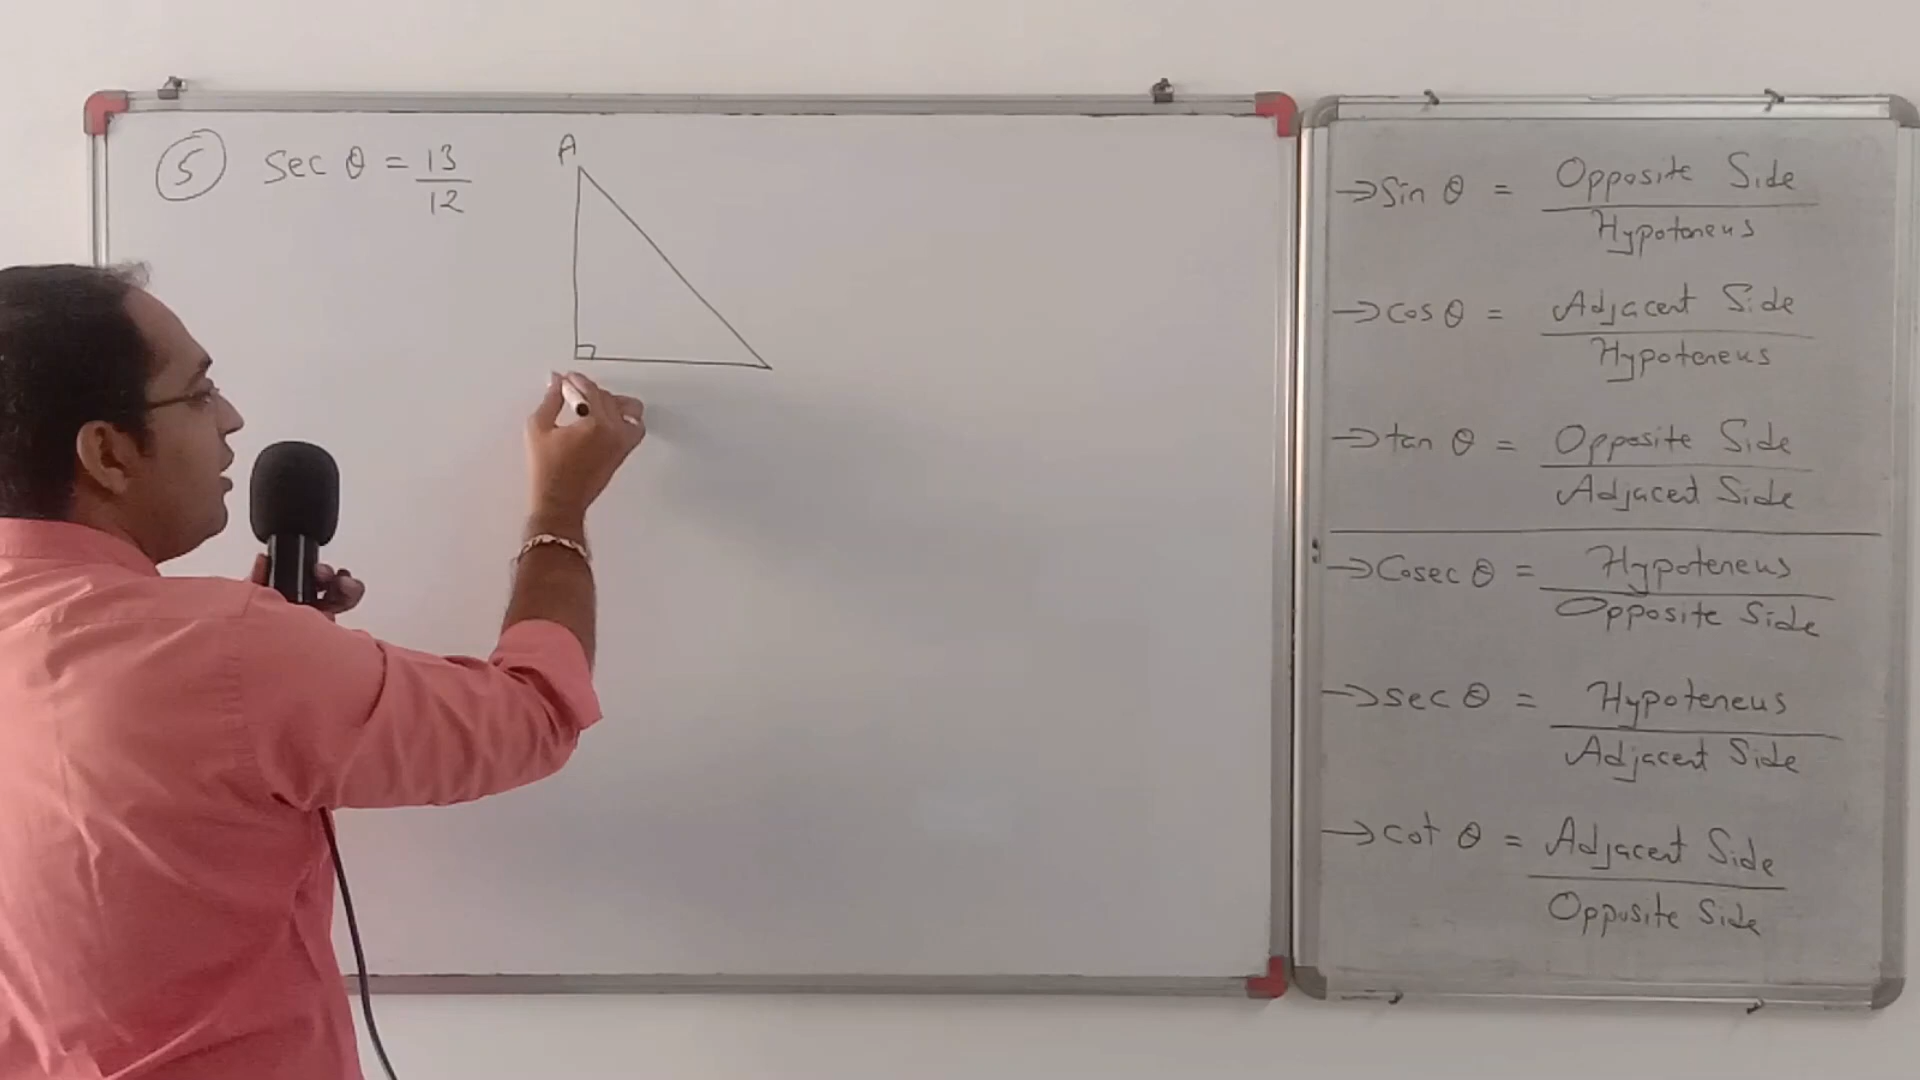 5 Sec θ = 13/12
A
→ Sin θ = Opposite Side / Hypoteneus
→ Cos θ = Adjacent Side / Hypoteneus
→ tan θ = Opposite Side / Adjacent Side
→ Cosec θ = Hypoteneus / Opposite Side
→ Sec θ = Hypoteneus / Adjacent Side
→ cot θ = Adjacent Side / Opposite Side